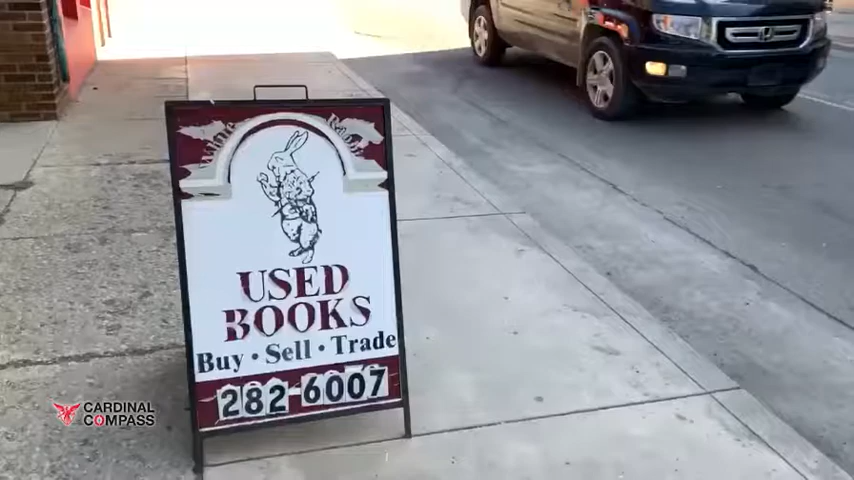 USED
BOOKS
Buy • Sell • Trade
282-6007
CARDINAL
COMPASS